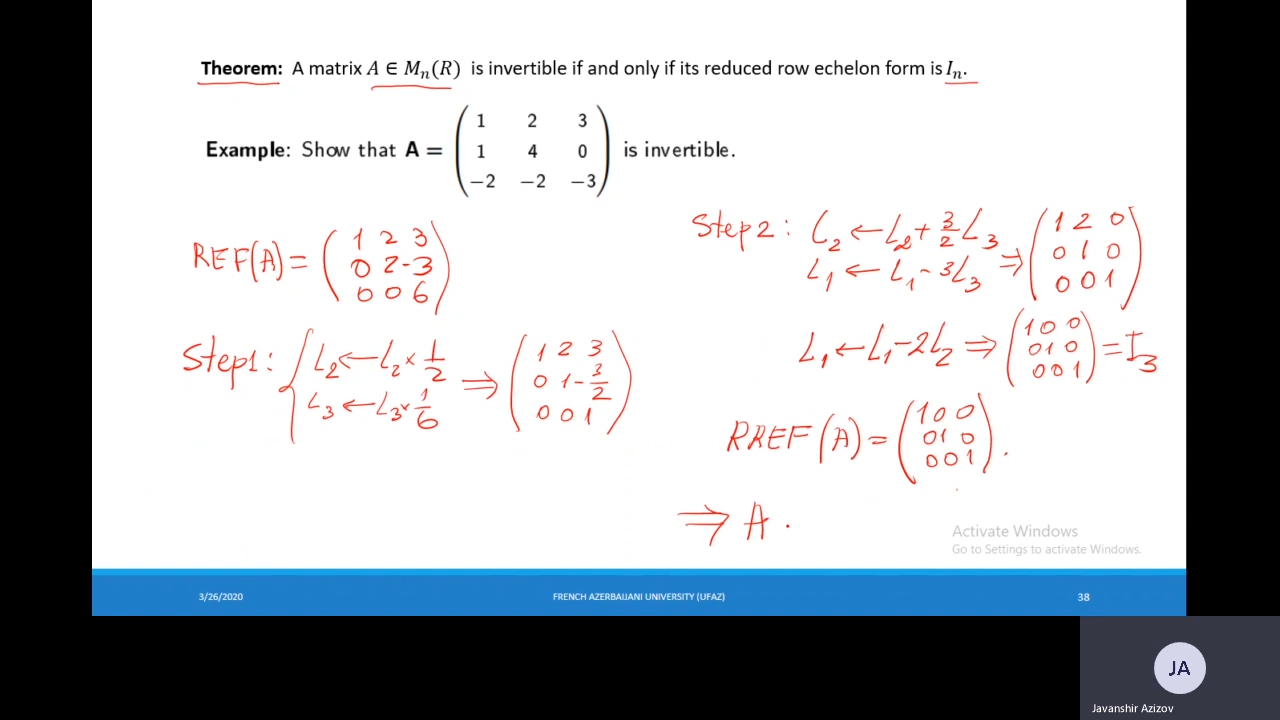 Theorem: A matrix A ∈ Mₙ(R) is invertible if and only if its reduced row echelon form is Iₙ.
Example: Show that A = (1 2 3
1 4 0
−2 −2 −3) is invertible.
REF(A) = (1 2 3
0 2 -3
0 0 6)
Step1: { L₂ ← L₂ × 1/2
L₃ ← L₃ × 1/6 ⇒ (1 2 3
0 1 -3/2
0 0 1)
Step2: L₂ ← L₂ + 3/2 L₃
L₁ ← L₁ - 3L₃ ⇒ (1 2 0
0 1 0
0 0 1)
L₁ ← L₁ - 2L₂ ⇒ (1 0 0
0 1 0
0 0 1) = I₃
RREF(A) = (1 0 0
0 1 0
0 0 1).
⇒ A
Activate Windows
Go to Settings to activate Windows.
3/26/2020
FRENCH AZERBAIJANI UNIVERSITY (UFAZ)
38
JA
Javanshir Azizov